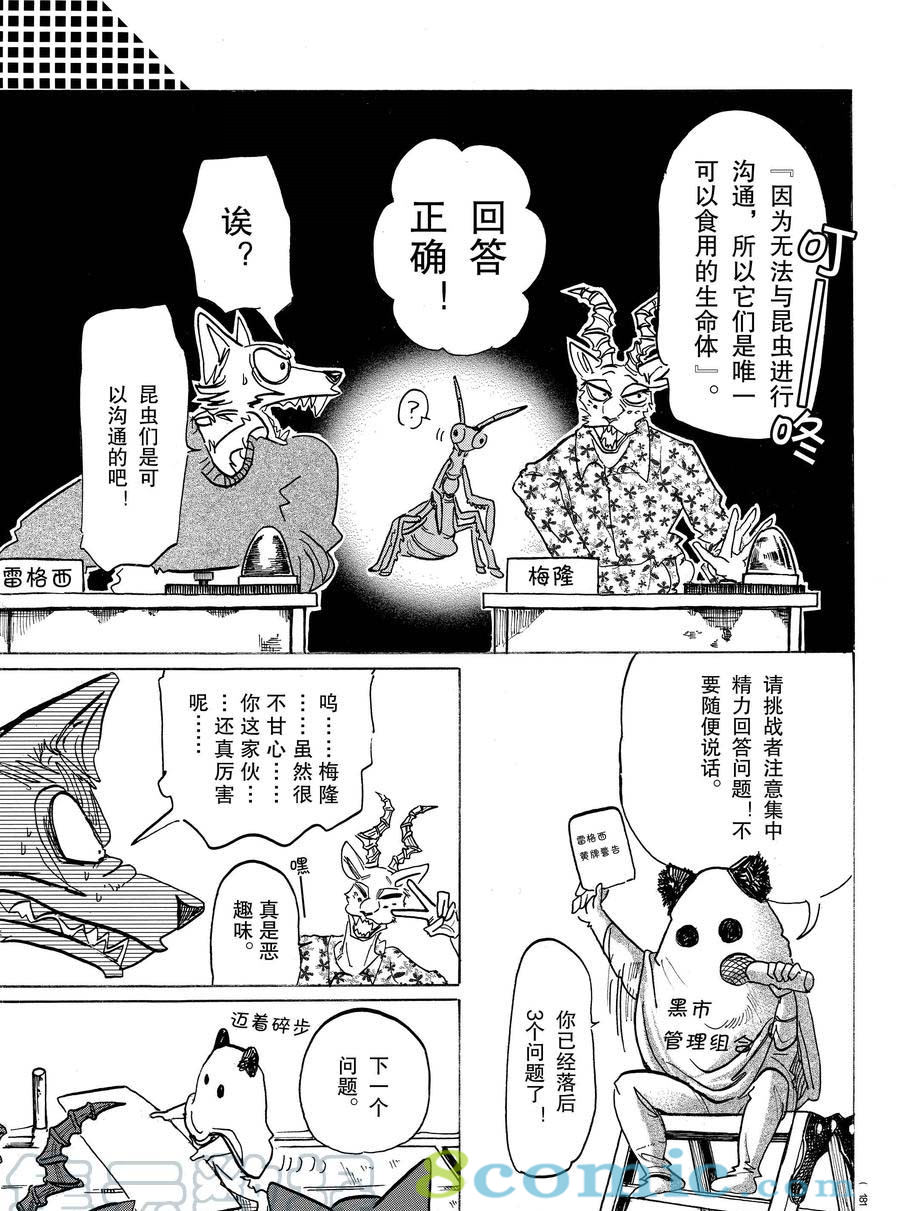 『因为无法与昆虫进行
沟通，所以它们是唯一
可以食用的生命体』。
叮——咚
回答
正确！
？
诶？
昆虫们是可
以沟通的吧！
梅隆
雷格西
请挑战者注意集中
精力回答问题！不
要随便说话。
雷格西
黄牌警告
黑市
管理组合
你已经落后
3个问题了！
呜……梅隆
……虽然很
不甘心……
你这家伙…
…还真厉害
呢……
嘿
真是恶
趣味。
迈着碎步
下一个
问题。
8comic.com
181